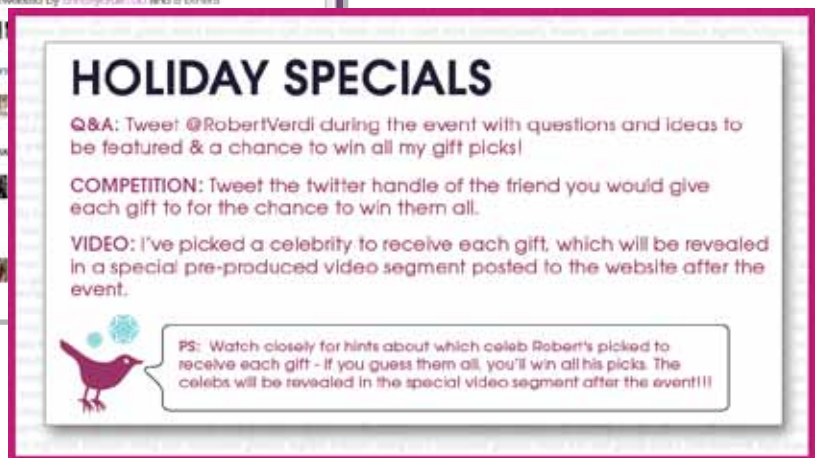 HOLIDAY SPECIALS
Q&A: Tweet @RobertVerdi during the event with questions and ideas to
be featured & a chance to win all my gift picks!
COMPETITION: Tweet the twitter handle of the friend you would give
each gift to for the chance to win them all.
VIDEO: I've picked a celebrity to receive each gift, which will be revealed
in a special pre-produced video segment posted to the website after the
event.
PS: Watch closely for hints about which celeb Robert's picked to
receive each gift - if you guess them all, you'll win all his picks. The
celebs will be revealed in the special video segment after the event!!!